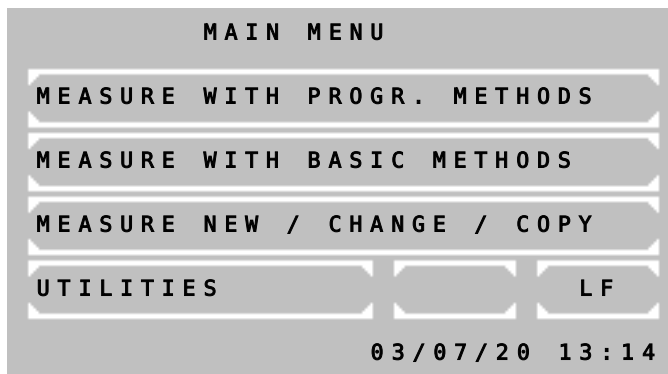 MAIN MENU
MEASURE WITH PROGR. METHODS
MEASURE WITH BASIC METHODS
MEASURE NEW / CHANGE / COPY
UTILITIES LF
03/07/20 13:14